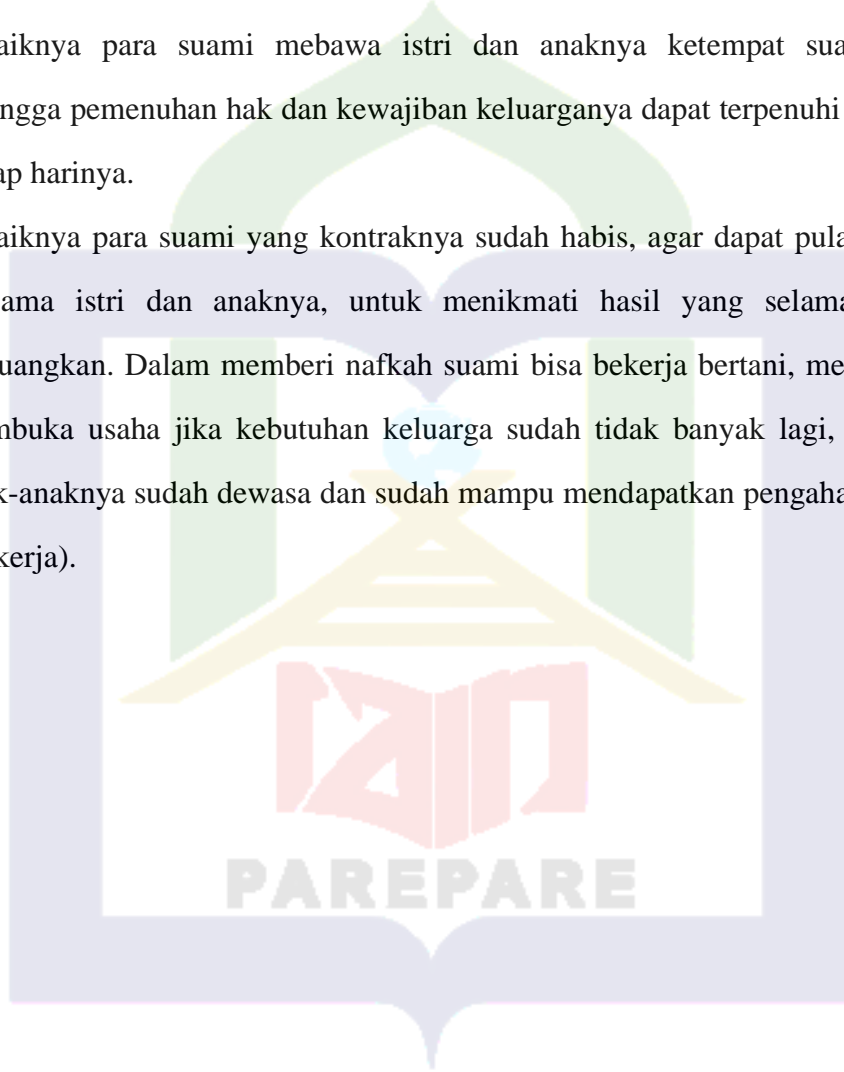 aiknya para suami mebawa istri dan anaknya ketempat sua
ngga pemenuhan hak dan kewajiban keluarganya dapat terpenuhi
ap harinya.
aiknya para suami yang kontraknya sudah habis, agar dapat pula
ama istri dan anaknya, untuk menikmati hasil yang selama
uangkan. Dalam memberi nafkah suami bisa bekerja bertani, me
nbuka usaha jika kebutuhan keluarga sudah tidak banyak lagi,
k-anaknya sudah dewasa dan sudah mampu mendapatkan pengaha
kerja).
iain
PAREPARE